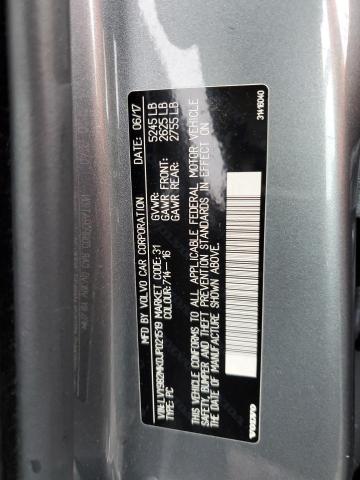 MFD BY VOLVO CAR CORPORATION DATE: 06/17
GVWR: 5245 LB
GAWR FRONT: 2625 LB
GAWR REAR: 2755 LB
VIN: LVY992MK0JP021519 MARKET CODE: 31
TYPE: PC COLOUR: 714-16
THIS VEHICLE CONFORMS TO ALL APPLICABLE FEDERAL MOTOR VEHICLE
SAFETY, BUMPER AND THEFT PREVENTION STANDARDS IN EFFECT ON
THE DATE OF MANUFACTURE SHOWN ABOVE.
VOLVO
31416040